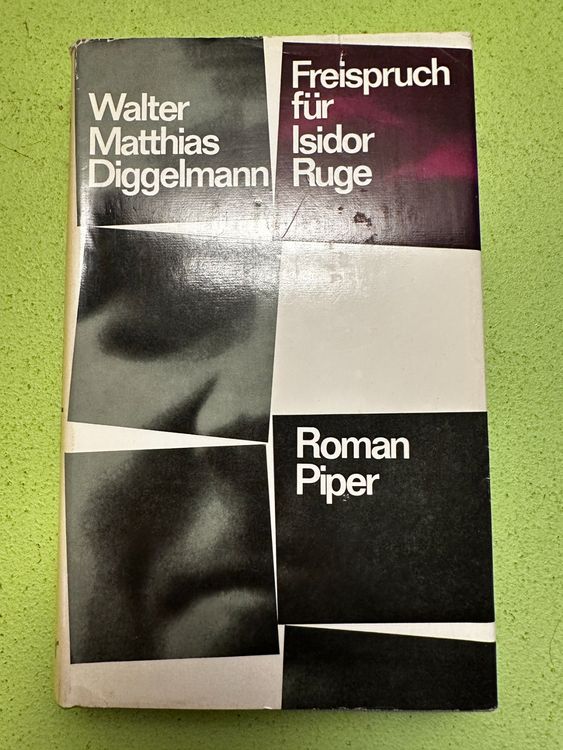 Walter
Matthias
Diggelmann
Freispruch
für
Isidor
Ruge
Roman
Piper